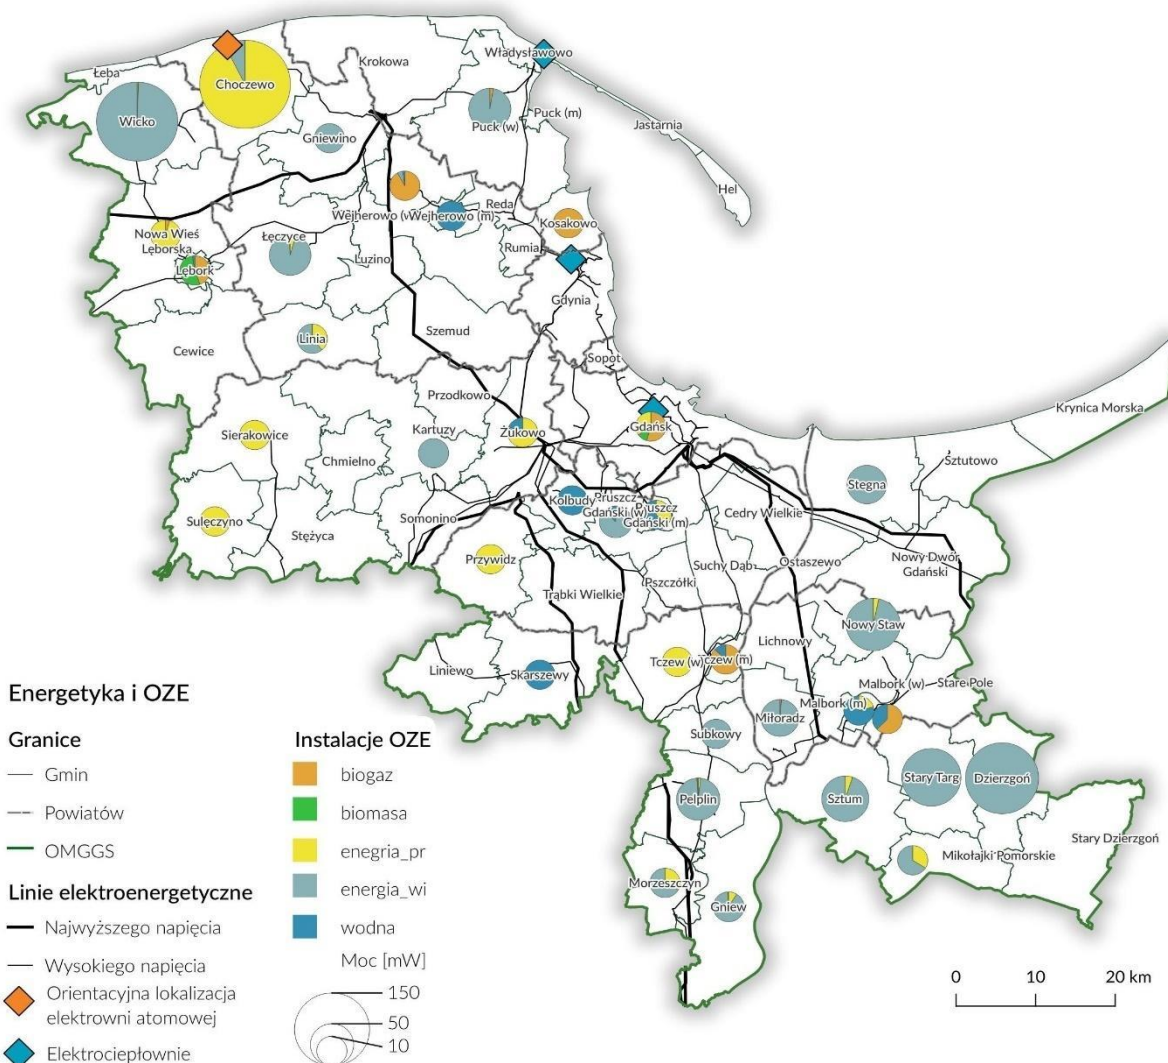 Krokowa
Władysławowo
Łeba
Choczewo
Wicko
Puck (m)
Puck (w)
Jastarnia
Gniewino
Hel
Reda
Wejherowo (w)
Wejherowo (m)
Kosakowo
Nowa Wieś
Lęborska
Łęczyce
Rumia
Luzino
Lębork
Gdynia
Szemud
Linia
Cewice
Sopot
Przodkowo
Krynica Morska
Gdańsk
Kartuzy
Żukowo
Sierakowice
Chmielno
Sztutowo
Stegna
Kolbudy
Pruszcz
Gdański (w)
Pruszcz
Gdański (m)
Cedry Wielkie
Sulęczyno
Somonino
Stężyca
Nowy Dwór
Gdański
Przywidz
Suchy Dąb
Ostaszewo
Pszczółki
Trąbki Wielkie
Nowy Staw
Lichnowy
Tczew (w)
Tczew (m)
Liniewo
Skarszewy
Malbork (w)
Stare Pole
Malbork (m)
Miłoradz
Subkowy
Stary Targ
Dzierzgoń
Pelplin
Sztum
Stary Dzierzgoń
Mikołajki Pomorskie
Morzeszczyn
Gniew
Energetyka i OZE
Granice
Gmin
Powiatów
OMGGS
Linie elektroenergetyczne
Najwyższego napięcia
Wysokiego napięcia
Orientacyjna lokalizacja
elektrowni atomowej
Elektrociepłownie
Instalacje OZE
biogaz
biomasa
enegria_pr
energia_wi
wodna
Moc [mW]
150
50
10
0 10 20 km